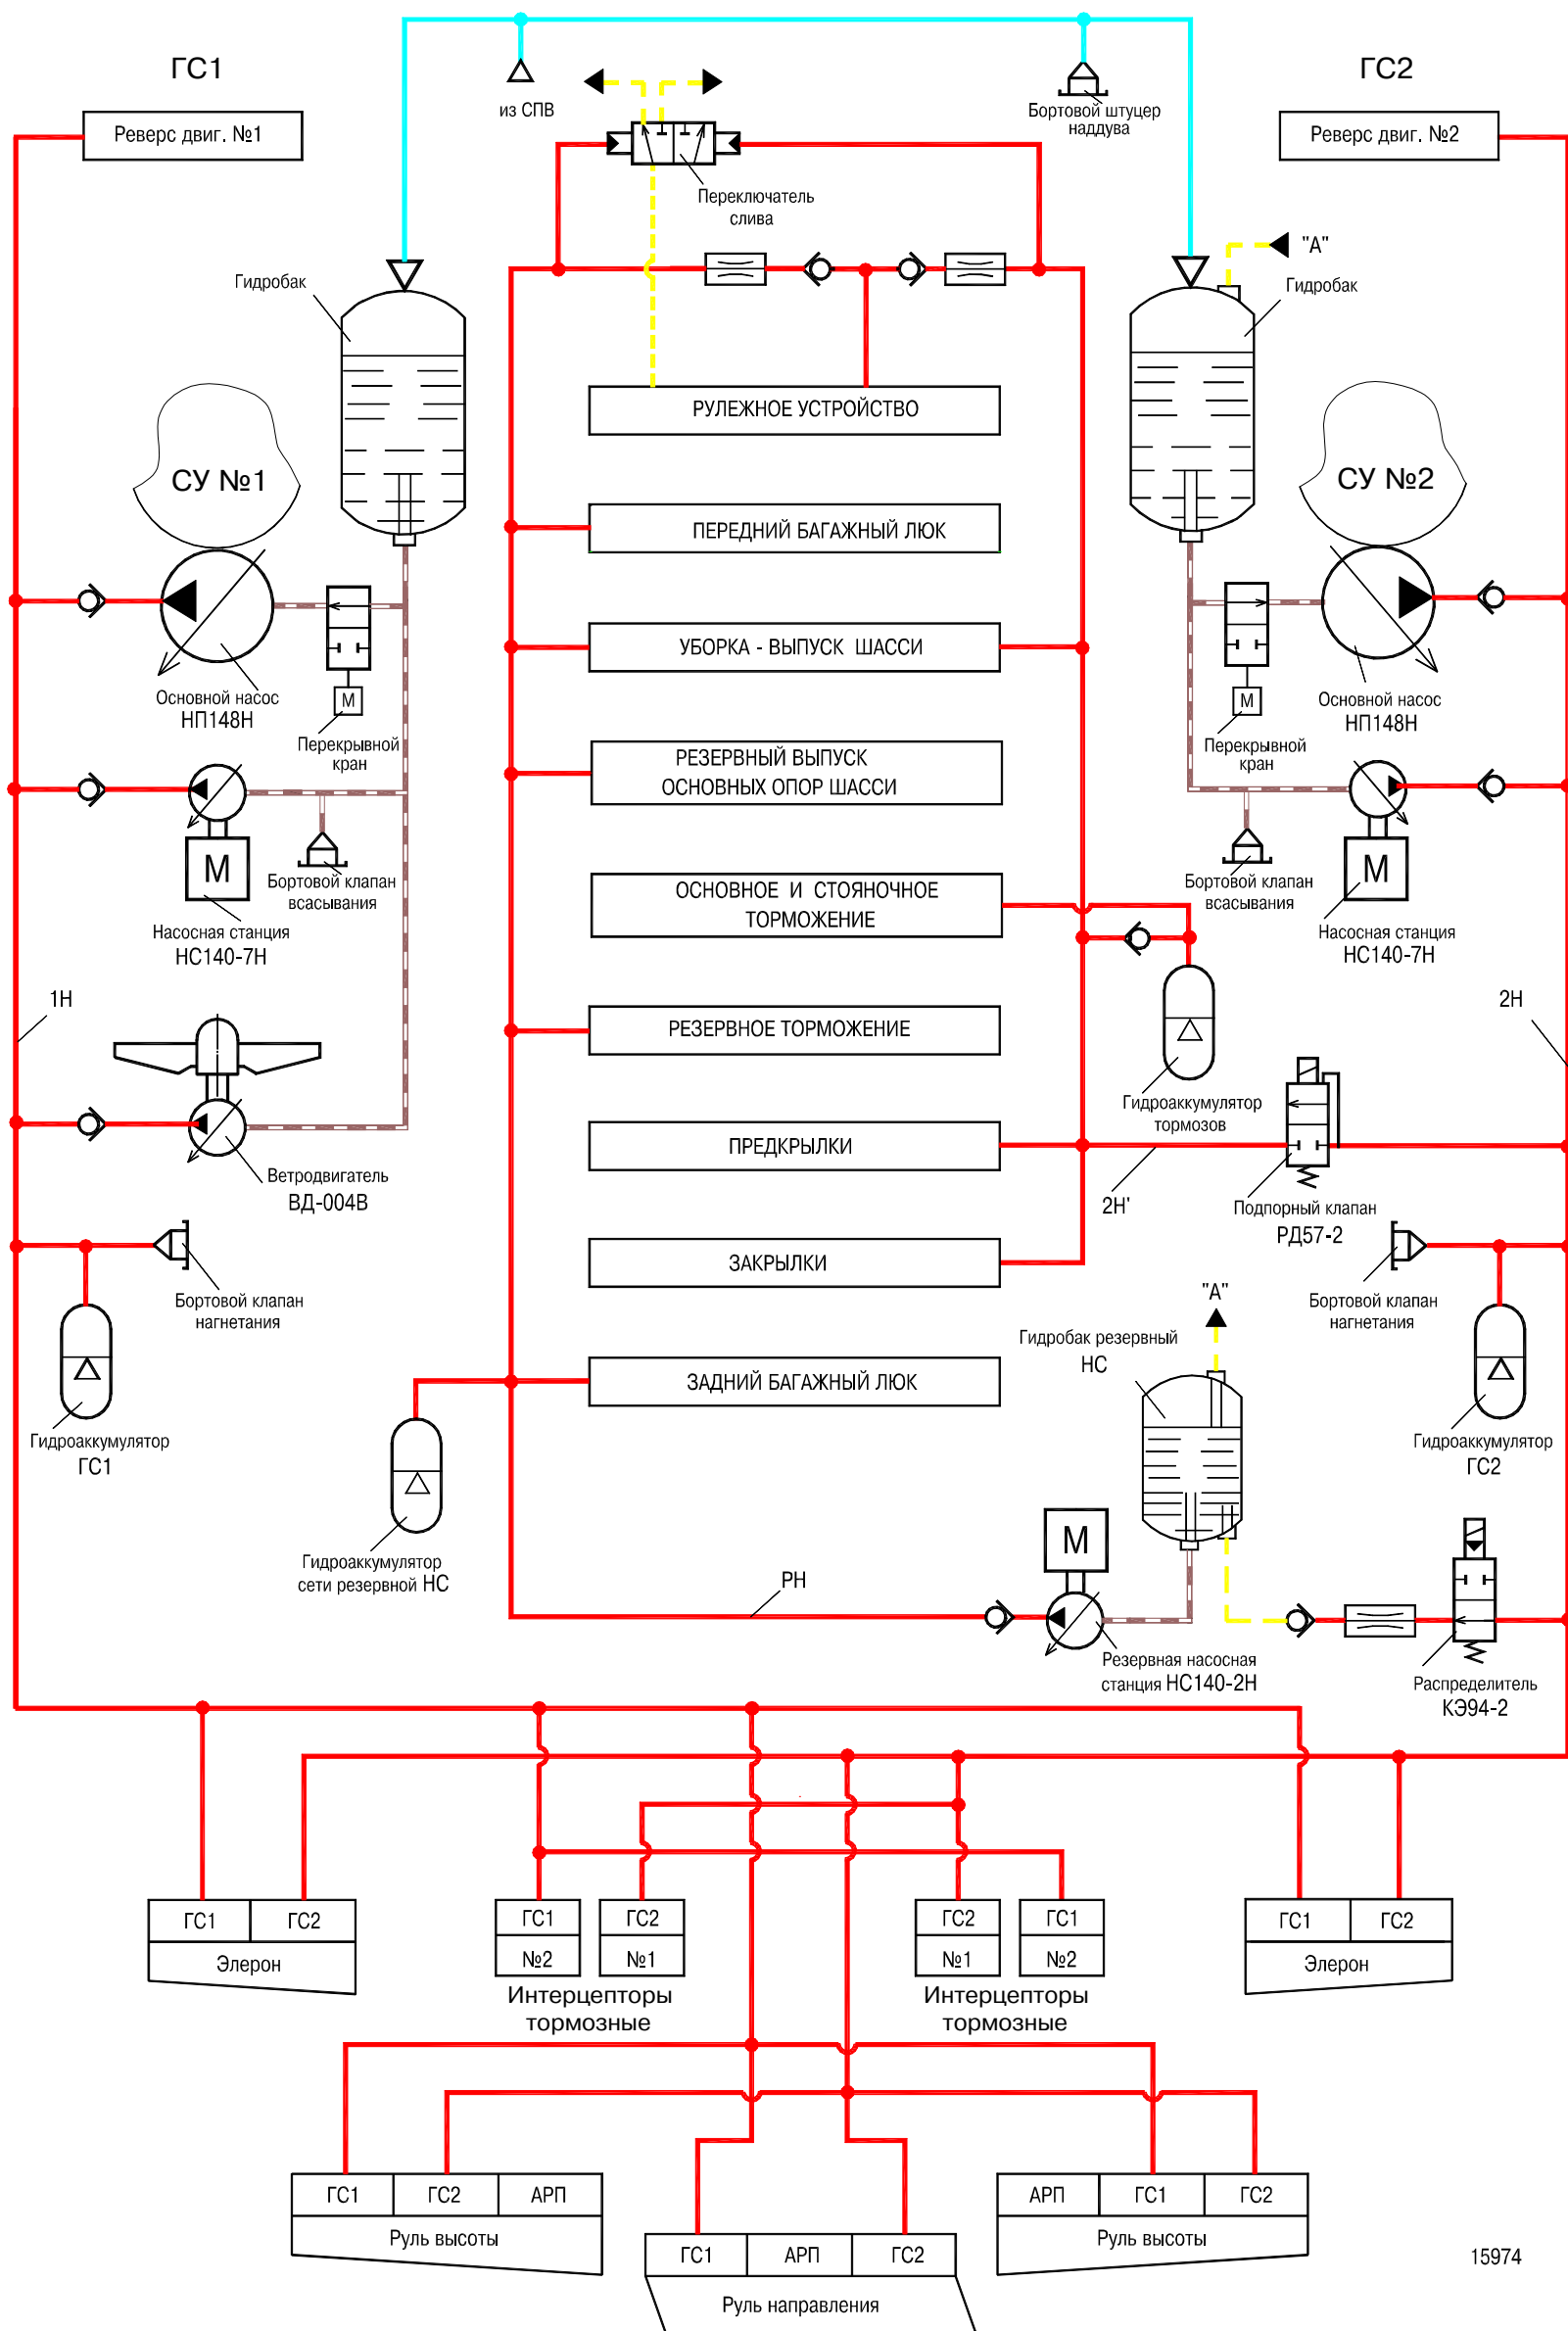 ГС1
ГС2
из СПВ
Бортовой штуцер
наддува
Реверс двиг. №1
Реверс двиг. №2
Переключатель
слива
"А"
Гидробак
Гидробак
РУЛЕЖНОЕ УСТРОЙСТВО
СУ №1
СУ №2
ПЕРЕДНИЙ БАГАЖНЫЙ ЛЮК
УБОРКА - ВЫПУСК ШАССИ
Основной насос
НП148Н
М
Перекрывной
кран
М
Перекрывной
кран
Основной насос
НП148Н
РЕЗЕРВНЫЙ ВЫПУСК
ОСНОВНЫХ ОПОР ШАССИ
М
Бортовой клапан
всасывания
Насосная станция
НС140-7Н
ОСНОВНОЕ И СТОЯНОЧНОЕ
ТОРМОЖЕНИЕ
Бортовой клапан
всасывания
М
Насосная станция
НС140-7Н
1Н
2Н
РЕЗЕРВНОЕ ТОРМОЖЕНИЕ
Гидроаккумулятор
тормозов
ПРЕДКРЫЛКИ
Ветродвигатель
ВД-004В
2Н'
Подпорный клапан
РД57-2
ЗАКРЫЛКИ
Бортовой клапан
нагнетания
"А"
Бортовой клапан
нагнетания
Гидробак резервный
НС
ЗАДНИЙ БАГАЖНЫЙ ЛЮК
Гидроаккумулятор
ГС1
Гидроаккумулятор
ГС2
Гидроаккумулятор
сети резервной НС
М
РН
Резервная насосная
станция НС140-2Н
Распределитель
КЭ94-2
ГС1
ГС2
Элерон
ГС1
№2
ГС2
№1
Интерцепторы
тормозные
ГС2
№1
ГС1
№2
Интерцепторы
тормозные
ГС1
ГС2
Элерон
ГС1
ГС2
АРП
Руль высоты
ГС1
АРП
ГС2
Руль направления
АРП
ГС1
ГС2
Руль высоты
15974